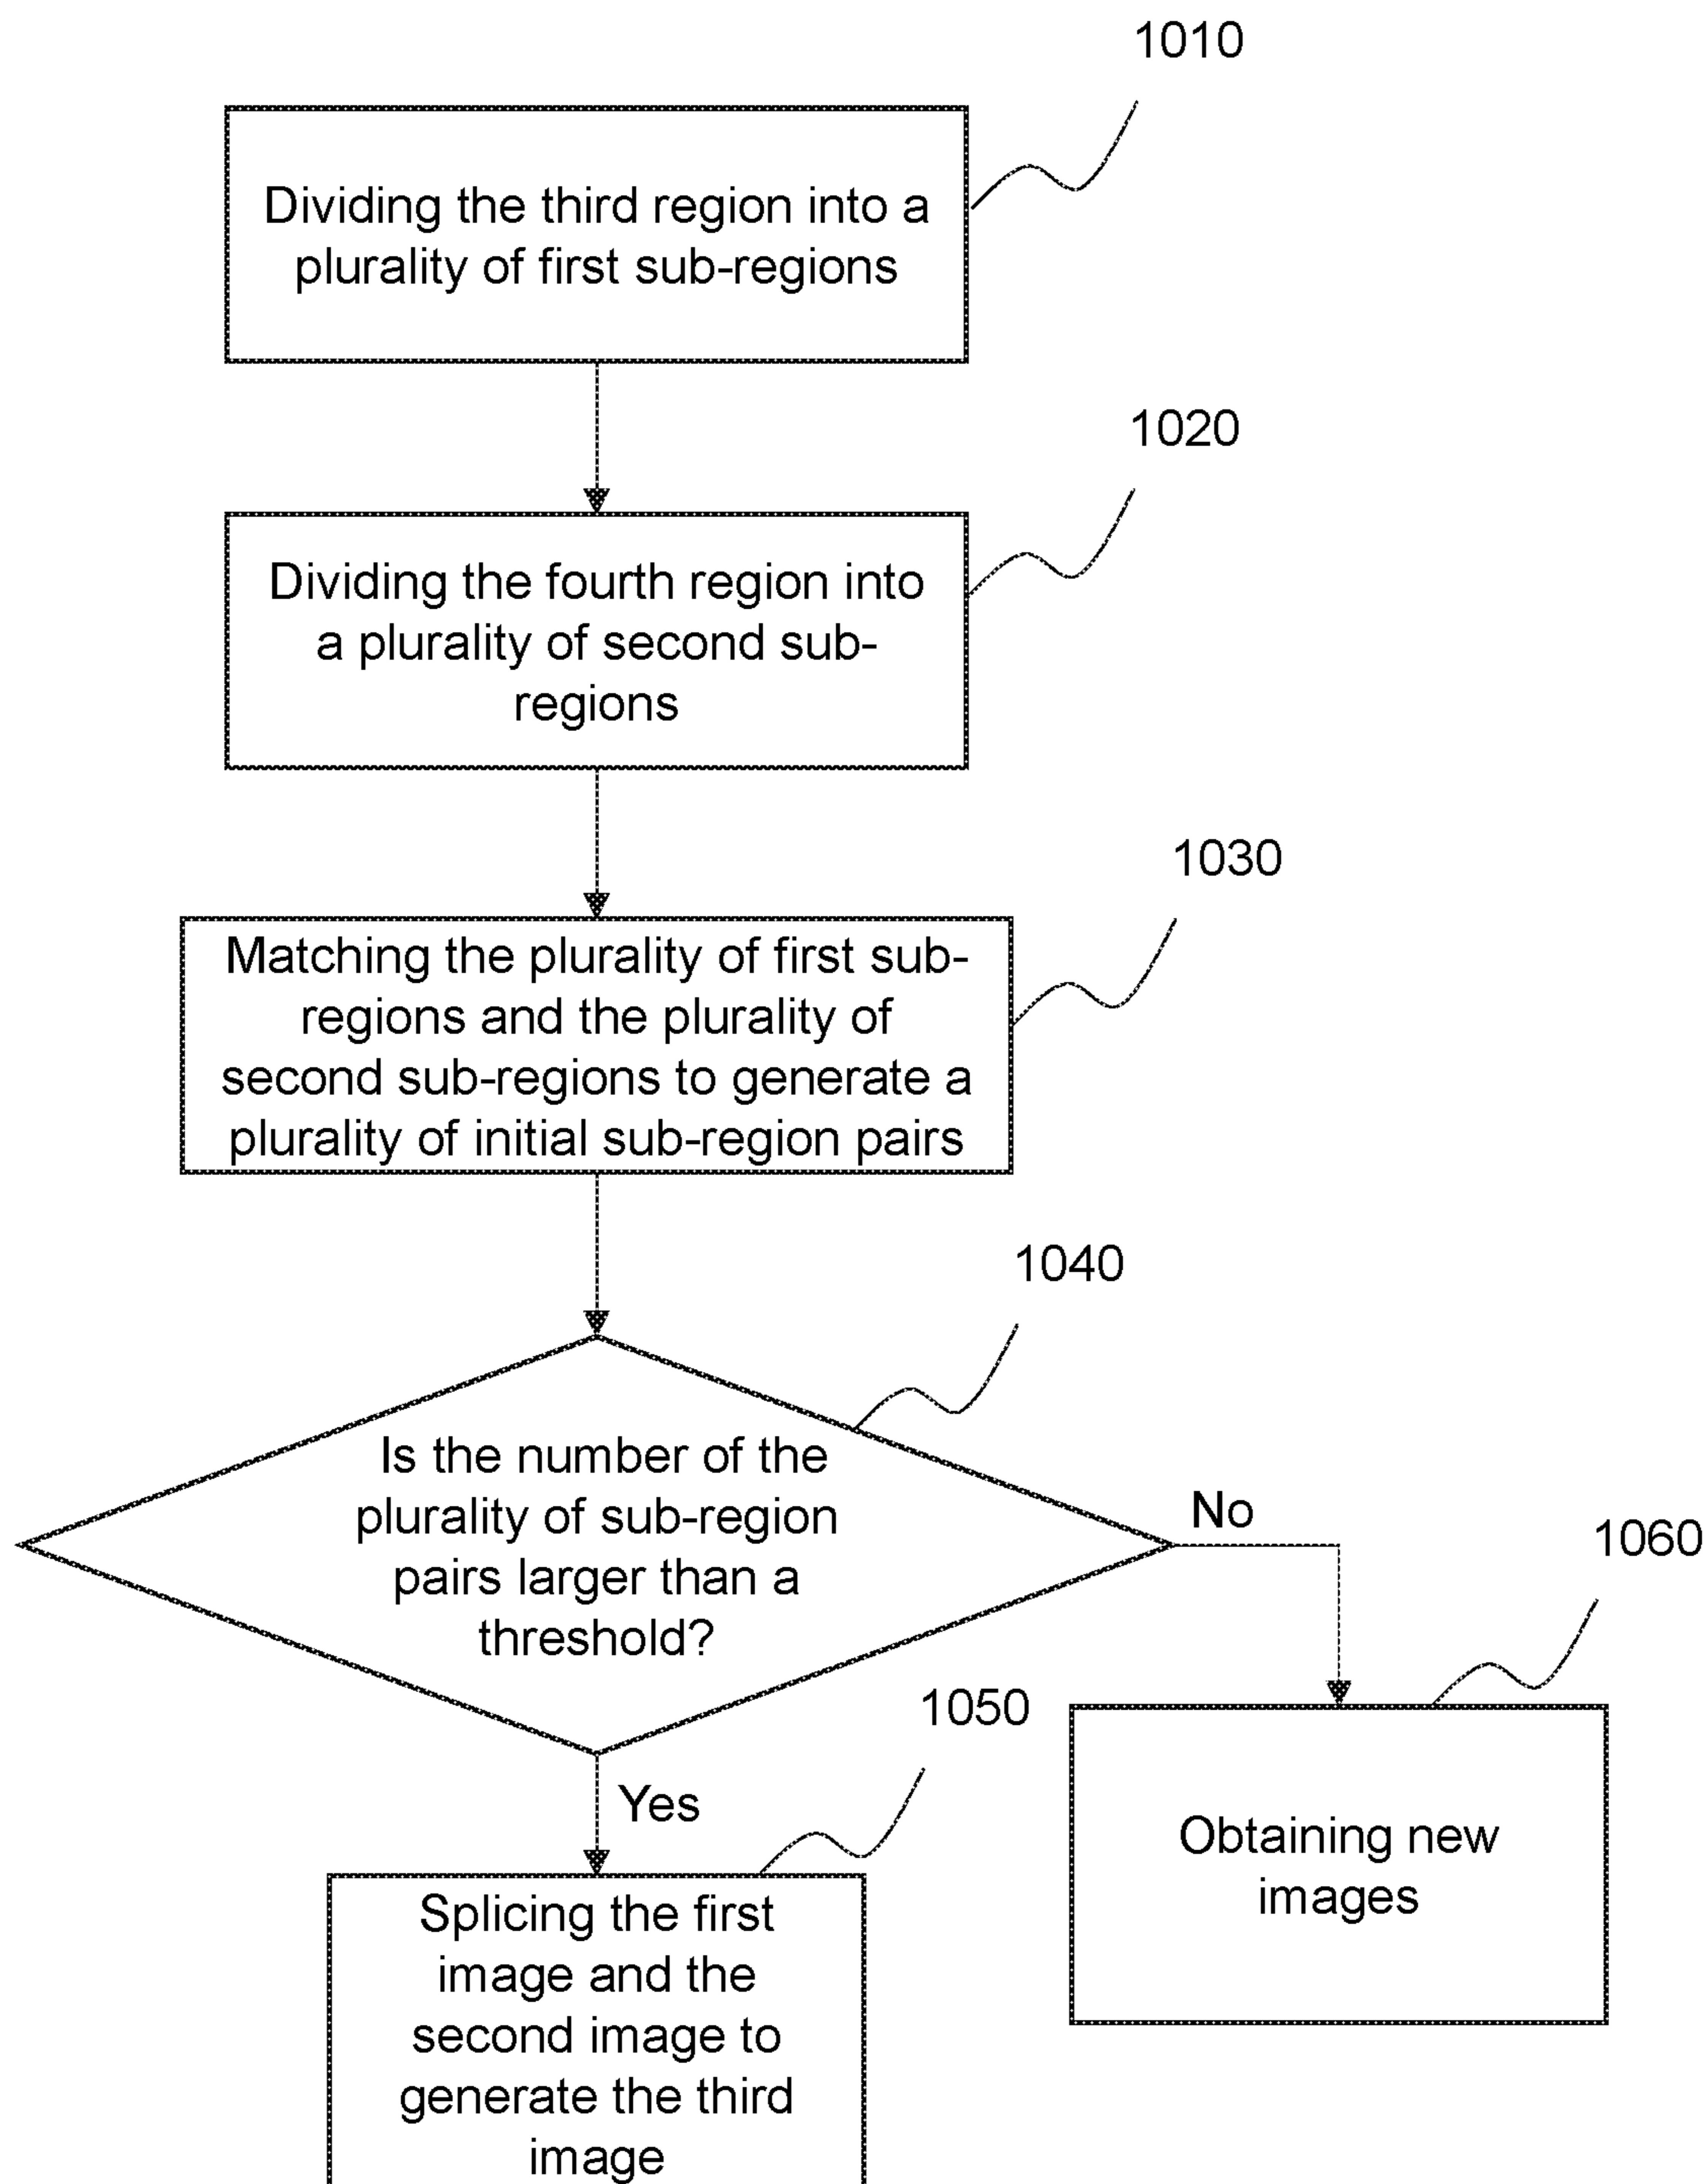 1010
Dividing the third region into a
plurality of first sub-regions
1020
Dividing the fourth region into
a plurality of second sub-
regions
1030
Matching the plurality of first sub-
regions and the plurality of
second sub-regions to generate a
plurality of initial sub-region pairs
1040
Is the number of the
plurality of sub-region
pairs larger than a
threshold?
No
1060
Yes
1050
Obtaining new
images
Splicing the first
image and the
second image to
generate the third
image